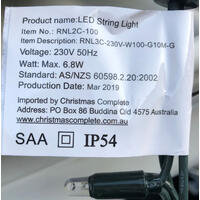 Product name:LED String Light
Item No.: RNL2C-100
Item Description: RNL3C-230V-W100-G10M-G
Voltage: 230V 50Hz
Watt: Max. 6.8W
Standard: AS/NZS 60598.2.20:2002
Production Date: Mar 2019
Imported by Christmas Complete
Address: PO Box 86 Buddina Qld 4575 Australia
www.christmascomplete.com.au
SAA IP54